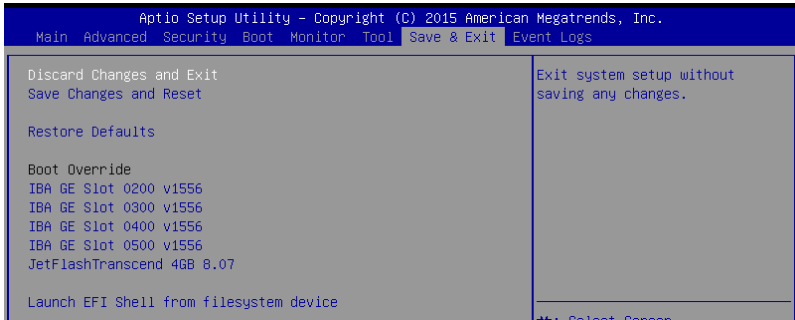 Aptio Setup Utility – Copyright (C) 2015 American Megatrends, Inc.
Main Advanced Security Boot Monitor Tool Save & Exit Event Logs
Discard Changes and Exit
Save Changes and Reset
Restore Defaults
Boot Override
IBA GE Slot 0200 v1556
IBA GE Slot 0300 v1556
IBA GE Slot 0400 v1556
IBA GE Slot 0500 v1556
JetFlashTranscend 4GB 8.07
Launch EFI Shell from filesystem device
Exit system setup without
saving any changes.